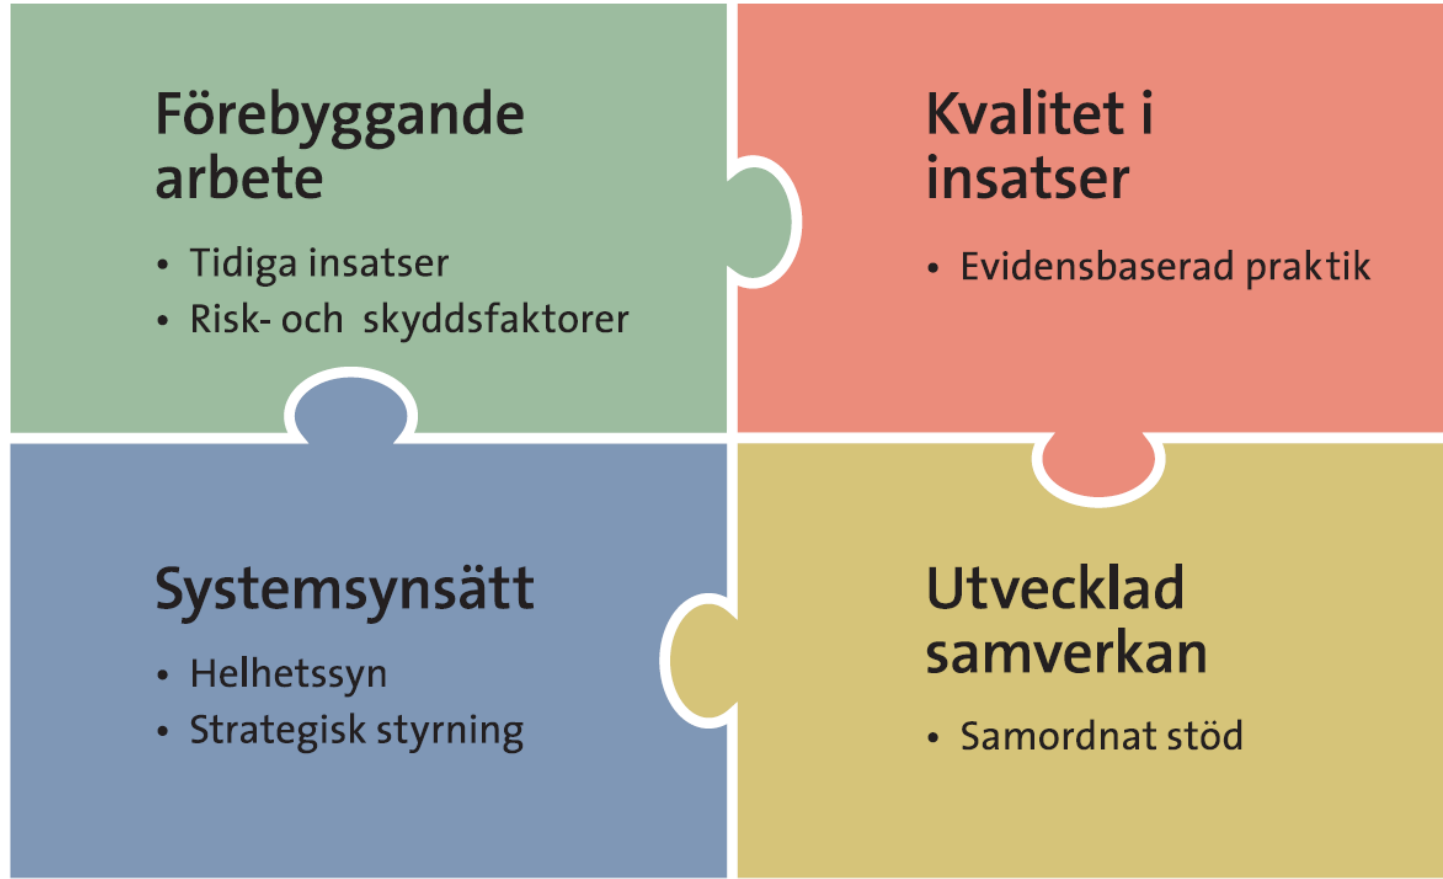 Förebyggande
arbete
• Tidiga insatser
• Risk- och skyddsfaktorer
Kvalitet i
insatser
• Evidensbaserad praktik
Systemsynsätt
• Helhetssyn
• Strategisk styrning
Utvecklad
samverkan
• Samordnat stöd